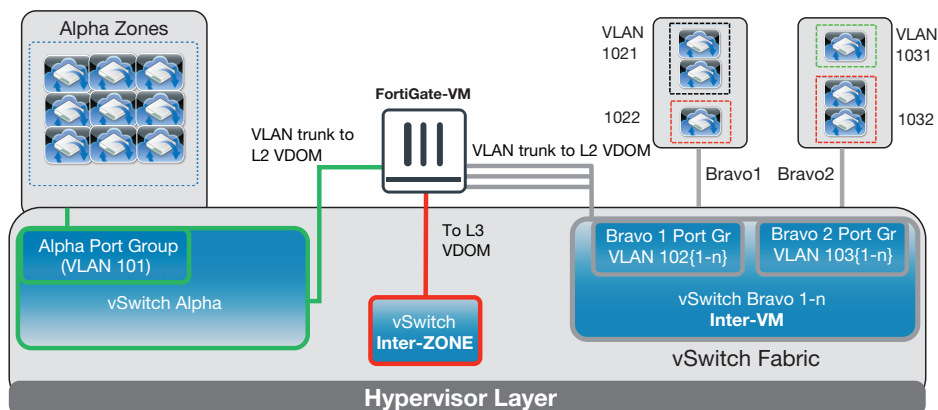 Alpha Zones
FortiGate-VM
VLAN trunk to
L2 VDOM
VLAN trunk to L2 VDOM
To L3
VDOM
VLAN
1021
1022
VLAN
1031
1032
Bravo1
Bravo2
Alpha Port Group
(VLAN 101)
vSwitch Alpha
vSwitch
Inter-ZONE
Bravo 1 Port Gr
VLAN 102{1-n}
Bravo 2 Port Gr
VLAN 103{1-n}
vSwitch Bravo 1-n
Inter-VM
vSwitch Fabric
Hypervisor Layer